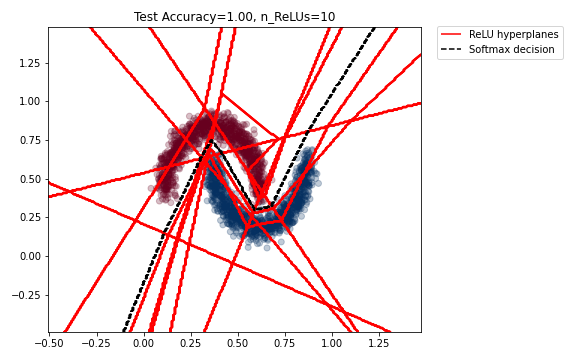 Test Accuracy=1.00, n_ReLUs=10
ReLU hyperplanes
Softmax decision
1.25
1.00
0.75
0.50
0.25
0.00
−0.25
−0.50 −0.25 0.00 0.25 0.50 0.75 1.00 1.25